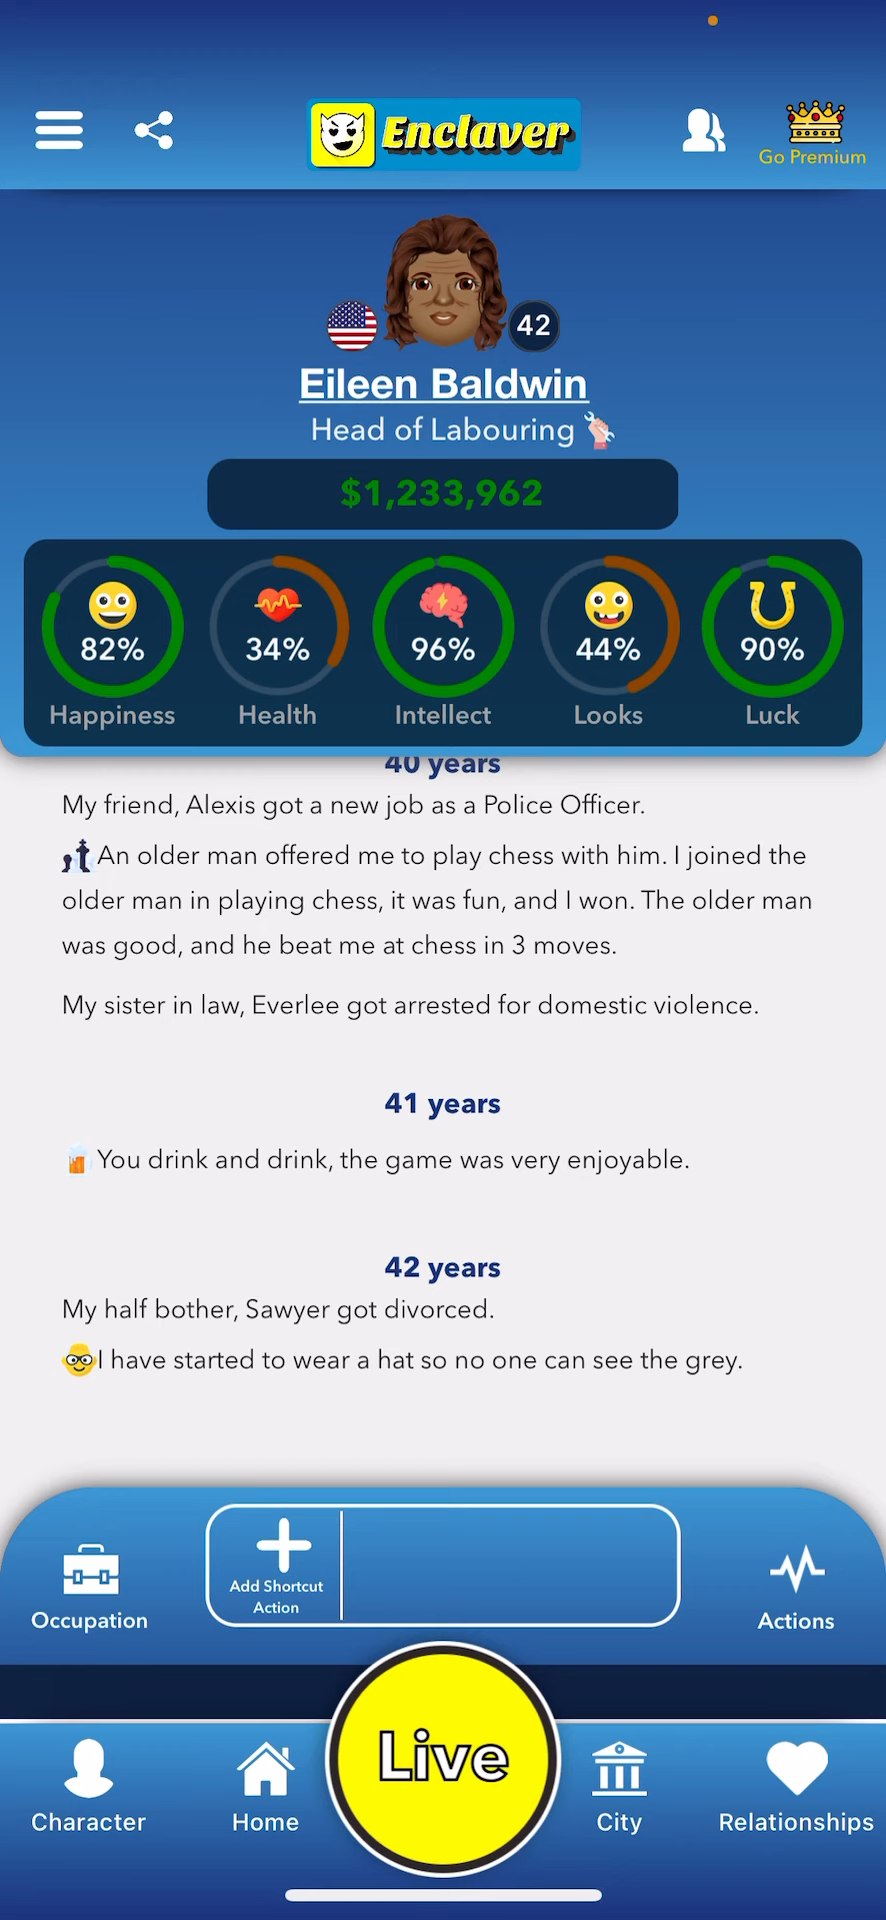 Enclaver
Go Premium
42
Eileen Baldwin
Head of Labouring
$1,233,962
82%
34%
96%
44%
90%
Happiness
Health
Intellect
Looks
Luck
40 years
My friend, Alexis got a new job as a Police Officer.
An older man offered me to play chess with him. I joined the
older man in playing chess, it was fun, and I won. The older man
was good, and he beat me at chess in 3 moves.
My sister in law, Everlee got arrested for domestic violence.
41 years
You drink and drink, the game was very enjoyable.
42 years
My half bother, Sawyer got divorced.
I have started to wear a hat so no one can see the grey.
Occupation
Add Shortcut
Action
Actions
Live
Character
Home
City
Relationships